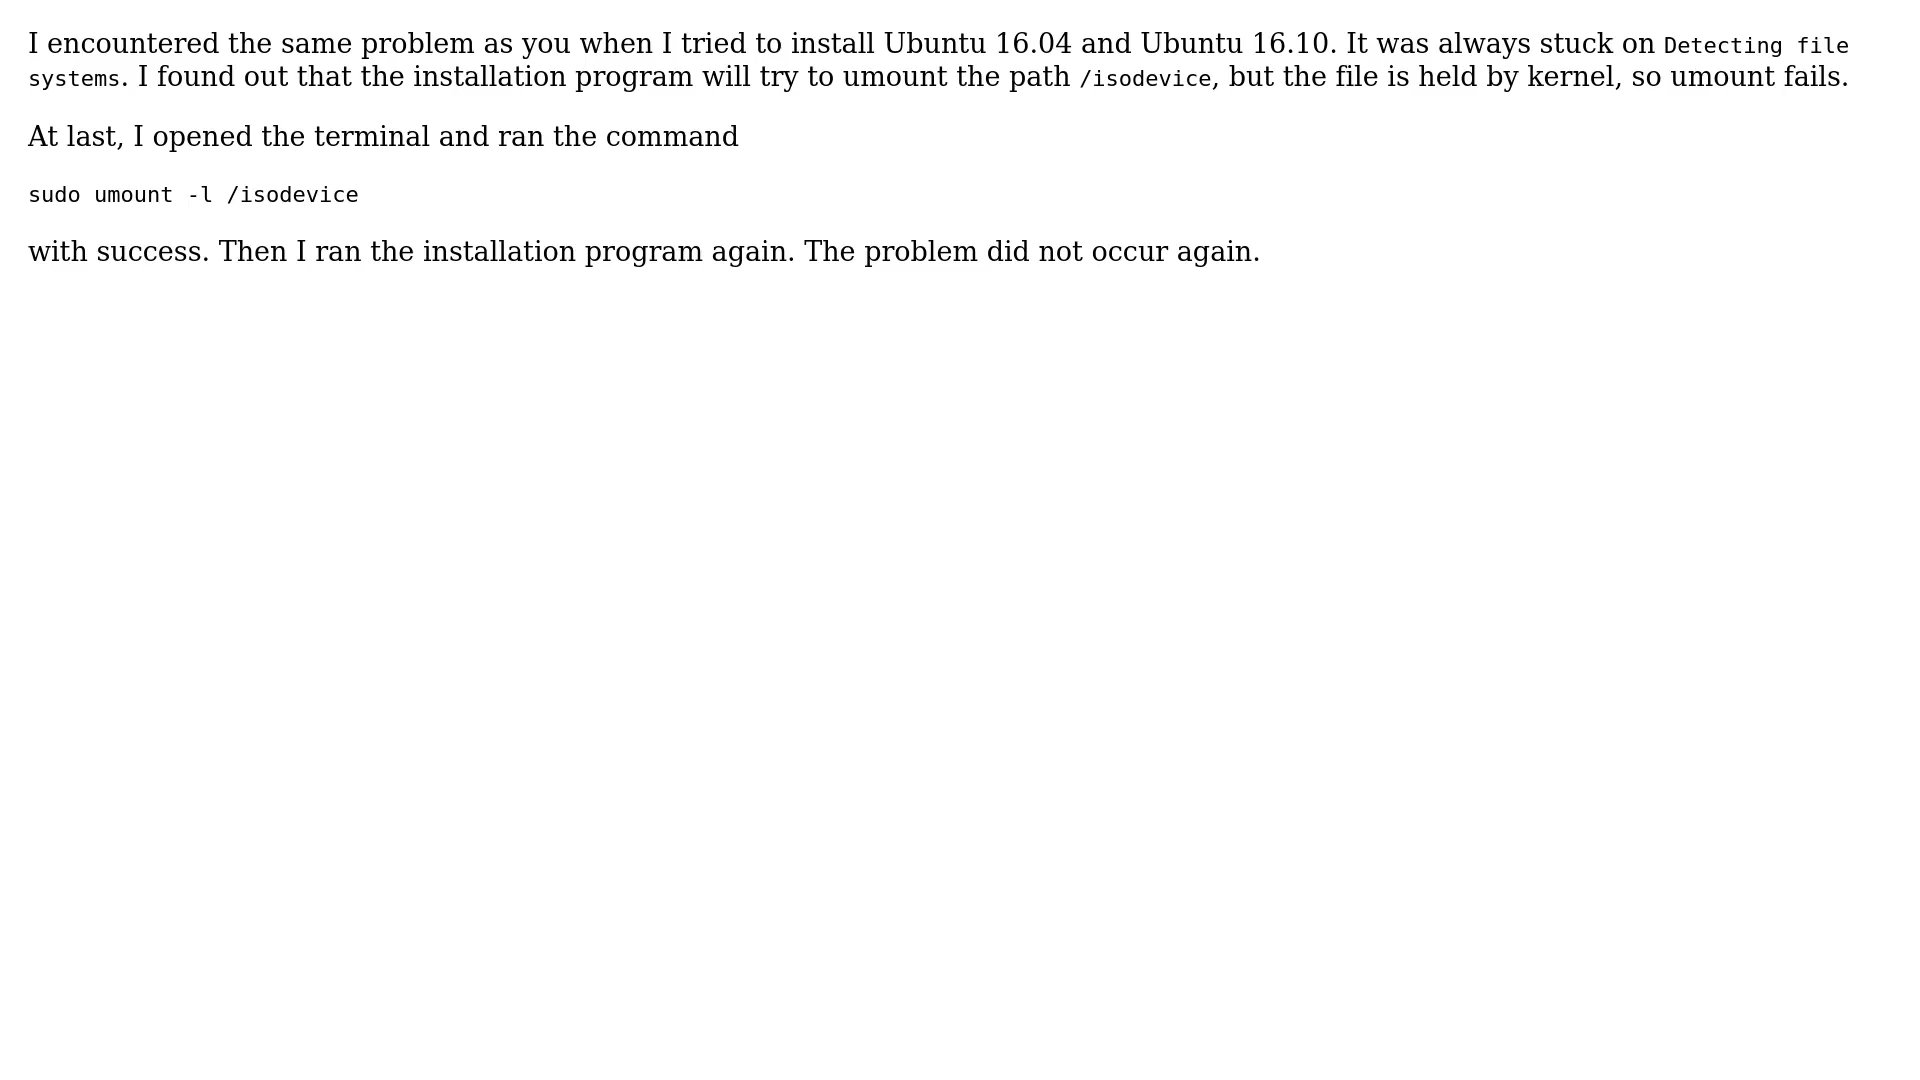 I encountered the same problem as you when I tried to install Ubuntu 16.04 and Ubuntu 16.10. It was always stuck on Detecting file
systems. I found out that the installation program will try to umount the path /isodevice, but the file is held by kernel, so umount fails.
At last, I opened the terminal and ran the command
sudo umount -l /isodevice
with success. Then I ran the installation program again. The problem did not occur again.